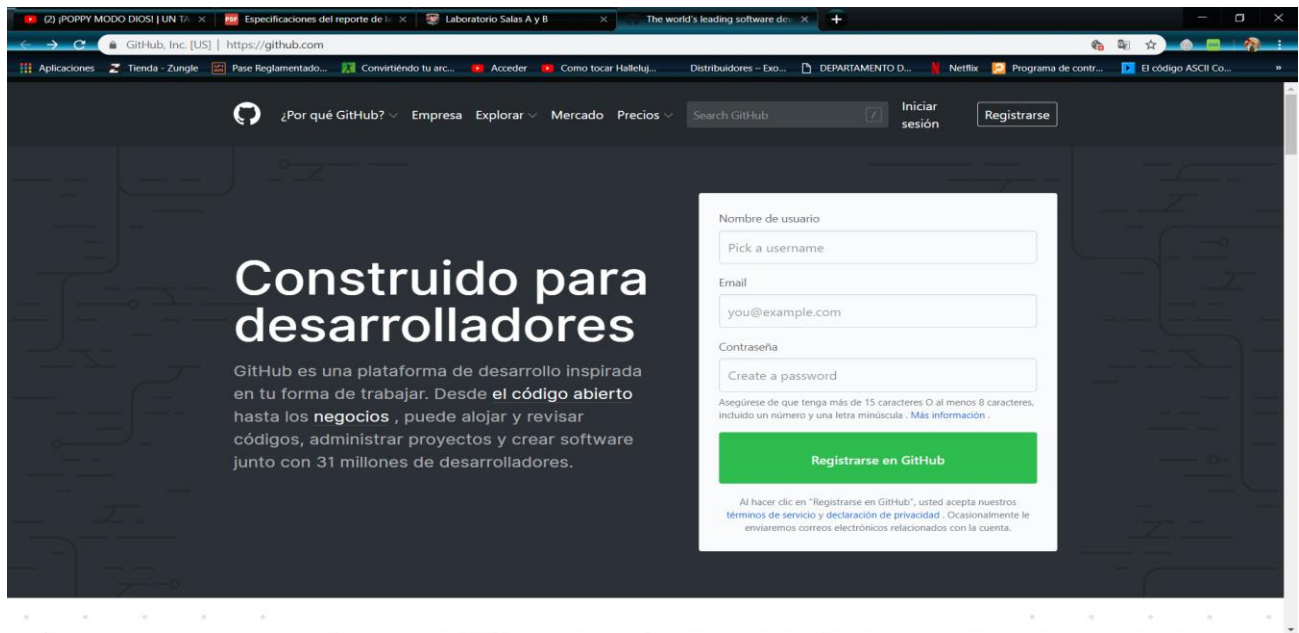 (2) ¡POPPY MODO DIOS! | UN TA
Especificaciones del reporte de la
Laboratorio Salas A y B
The world's leading software dev
GitHub, Inc. [US] | https://github.com
Aplicaciones
Tienda - Zungle
Pase Reglamentado...
Convirtiéndo tu arc...
Acceder
Como tocar Halleluj...
Distribuidores – Exo...
DEPARTAMENTO D...
Netflix
Programa de contr...
El código ASCII Co...
»
¿Por qué GitHub? Empresa Explorar Mercado Precios
Search GitHub /
Iniciar
sesión
Registrarse
Construido para
desarrolladores
GitHub es una plataforma de desarrollo inspirada
en tu forma de trabajar. Desde el código abierto
hasta los negocios , puede alojar y revisar
códigos, administrar proyectos y crear software
junto con 31 millones de desarrolladores.
Nombre de usuario
Pick a username
Email
you@example.com
Contraseña
Create a password
Asegúrese de que tenga más de 15 caracteres O al menos 8 caracteres,
incluido un número y una letra minúscula . Más información .
Registrarse en GitHub
Al hacer clic en "Registrarse en GitHub", usted acepta nuestros
términos de servicio y declaración de privacidad . Ocasionalmente le
enviaremos correos electrónicos relacionados con la cuenta.